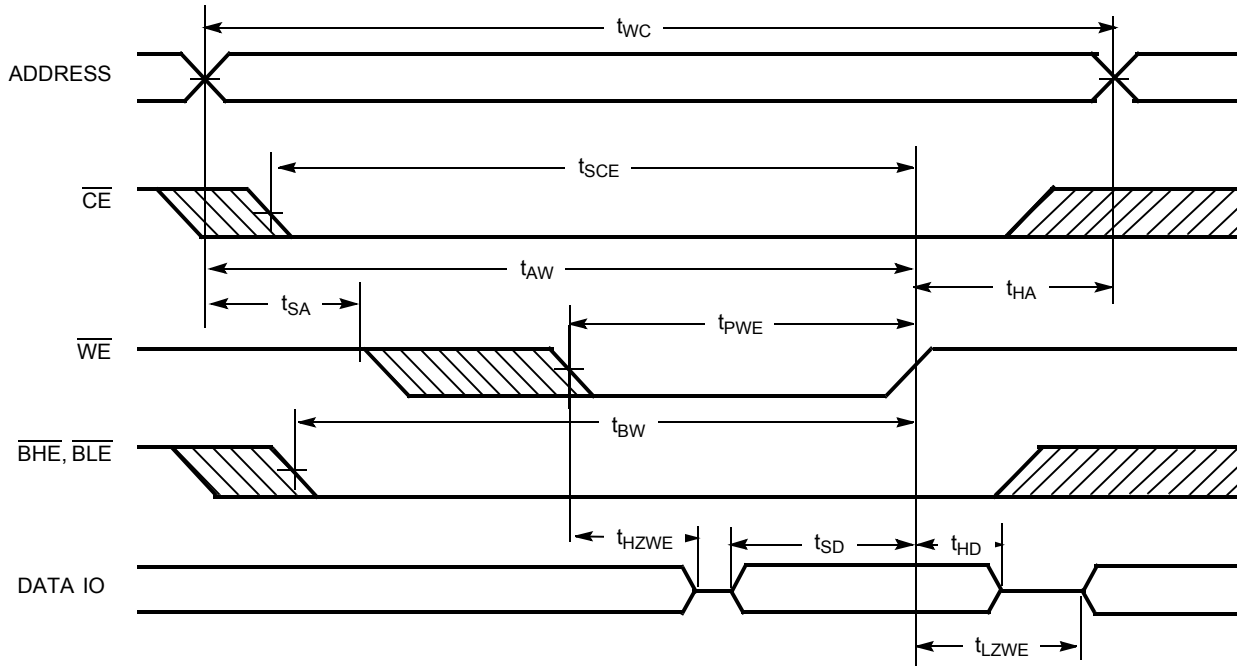 tWC
ADDRESS
tSCE
CE
tAW
tSA
tHA
tPWE
WE
tBW
BHE, BLE
tHZWE
tSD
tHD
DATA IO
tLZWE